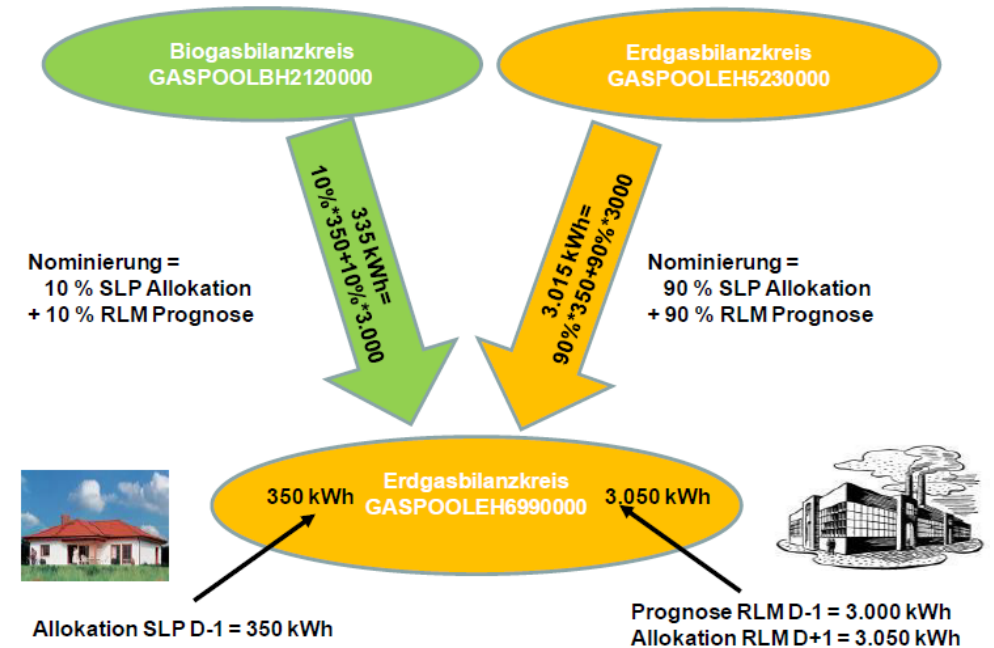 Biogasbilanzkreis
GASPOOLBH2120000
Erdgasbilanzkreis
GASPOOLEH5230000
335 kWh=
10%*350+10%*3.000
3.015 kWh=
90%*350+90%*3000
Nominierung =
10 % SLP Allokation
+ 10 % RLM Prognose
Nominierung =
90 % SLP Allokation
+ 90 % RLM Prognose
Erdgasbilanzkreis
350 kWh GASPOOLEH6990000 3.050 kWh
Allokation SLP D-1 = 350 kWh
Prognose RLM D-1 = 3.000 kWh
Allokation RLM D+1 = 3.050 kWh